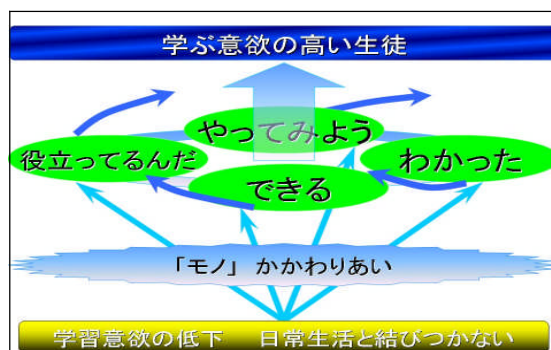 学ぶ意欲の高い生徒
やってみよう
役立ってるんだ
わかった
できる
「モノ」 かかわりあい
学習意欲の低下 日常生活と結びつかない